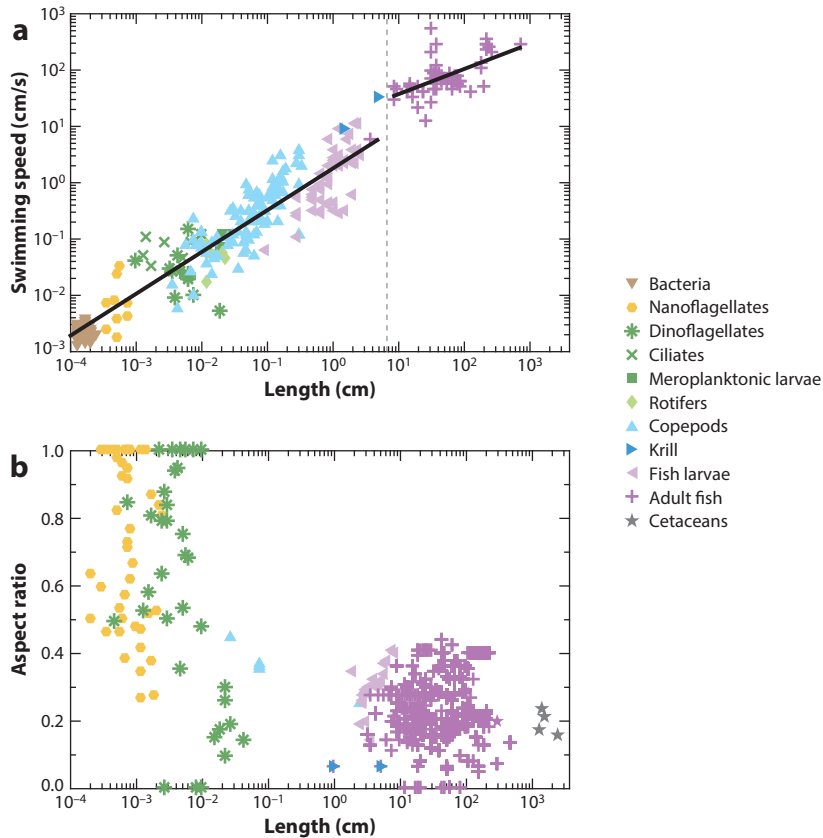 a
Swimming speed (cm/s)
10³
10²
10¹
10⁰
10⁻¹
10⁻²
10⁻³
10⁻⁴ 10⁻³ 10⁻² 10⁻¹ 10⁰ 10¹ 10² 10³
Length (cm)
Bacteria
Nanoflagellates
Dinoflagellates
Ciliates
Meroplanktonic larvae
Rotifers
Copepods
Krill
Fish larvae
Adult fish
Cetaceans
b
Aspect ratio
1.0
0.8
0.6
0.4
0.2
0.0
10⁻⁴ 10⁻³ 10⁻² 10⁻¹ 10⁰ 10¹ 10² 10³
Length (cm)